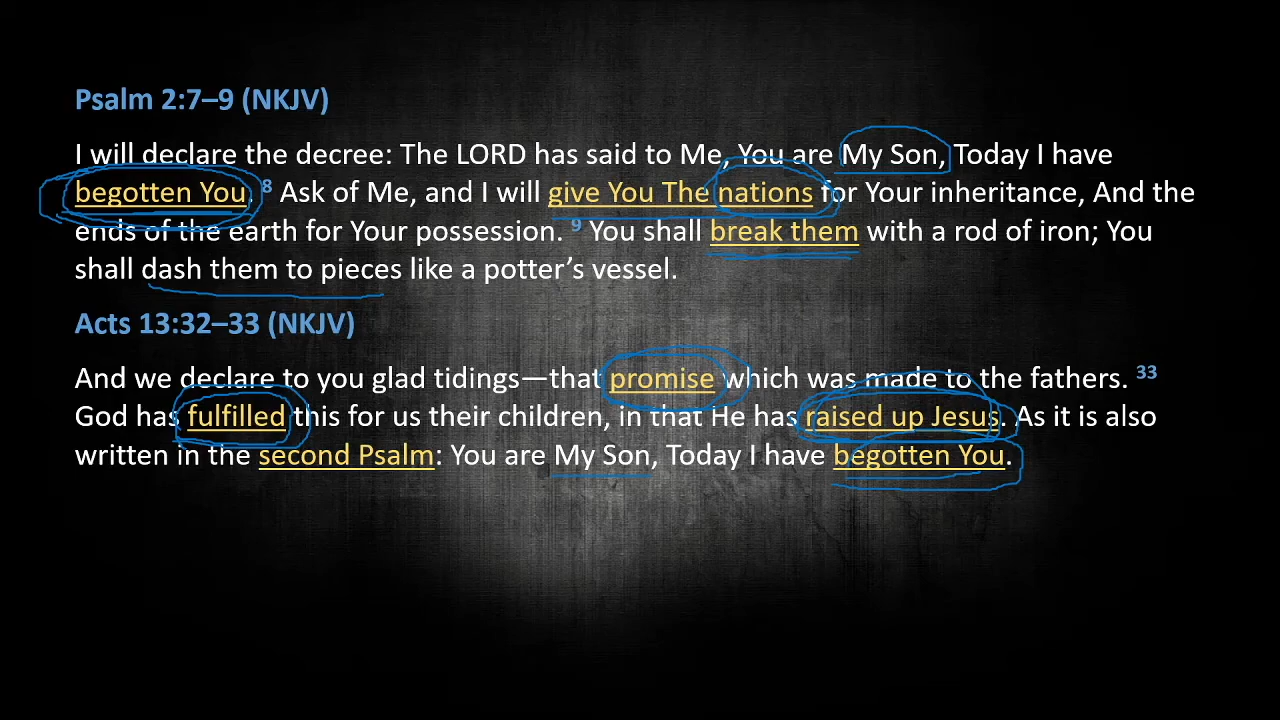 Psalm 2:7–9 (NKJV)
I will declare the decree: The LORD has said to Me, You are My Son, Today I have
begotten You. 8 Ask of Me, and I will give You The nations for Your inheritance, And the
ends of the earth for Your possession. 9 You shall break them with a rod of iron; You
shall dash them to pieces like a potter’s vessel.
Acts 13:32–33 (NKJV)
And we declare to you glad tidings—that promise which was made to the fathers. 33
God has fulfilled this for us their children, in that He has raised up Jesus. As it is also
written in the second Psalm: You are My Son, Today I have begotten You.